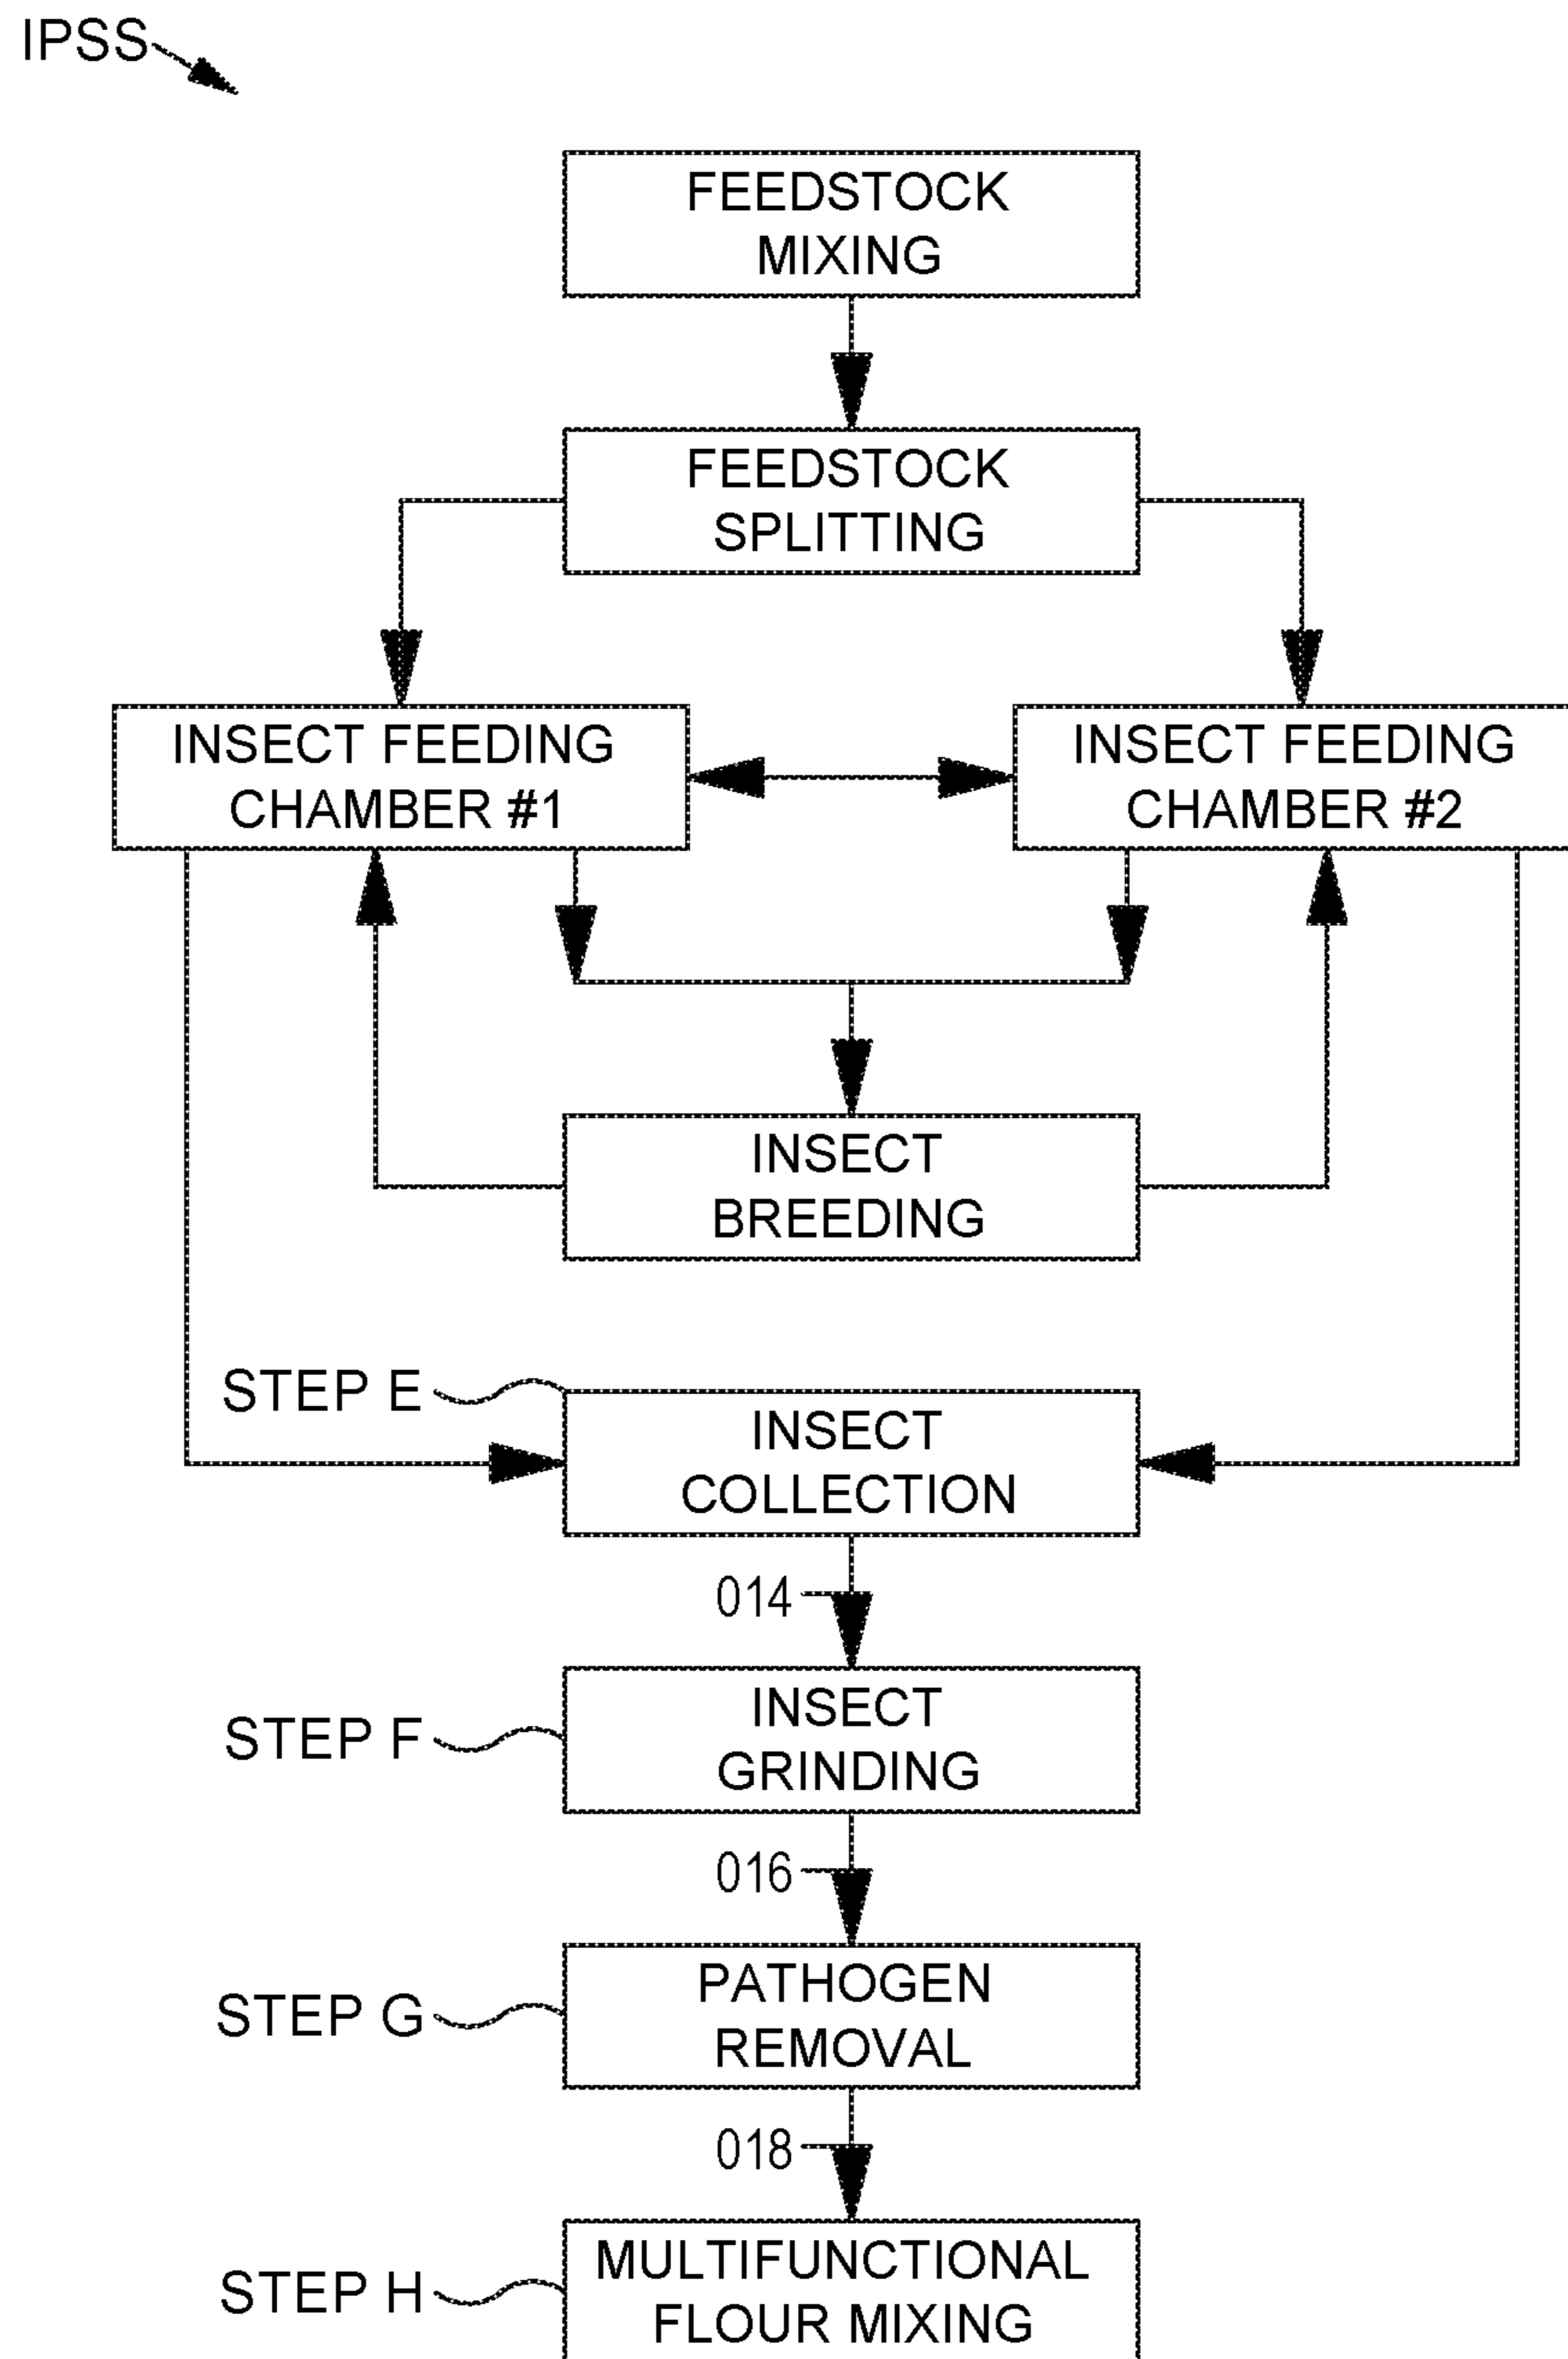 IPSS
FEEDSTOCK
MIXING
FEEDSTOCK
SPLITTING
INSECT FEEDING
CHAMBER #1
INSECT FEEDING
CHAMBER #2
INSECT
BREEDING
STEP E
INSECT
COLLECTION
014
STEP F
INSECT
GRINDING
016
STEP G
PATHOGEN
REMOVAL
018
STEP H
MULTIFUNCTIONAL
FLOUR MIXING